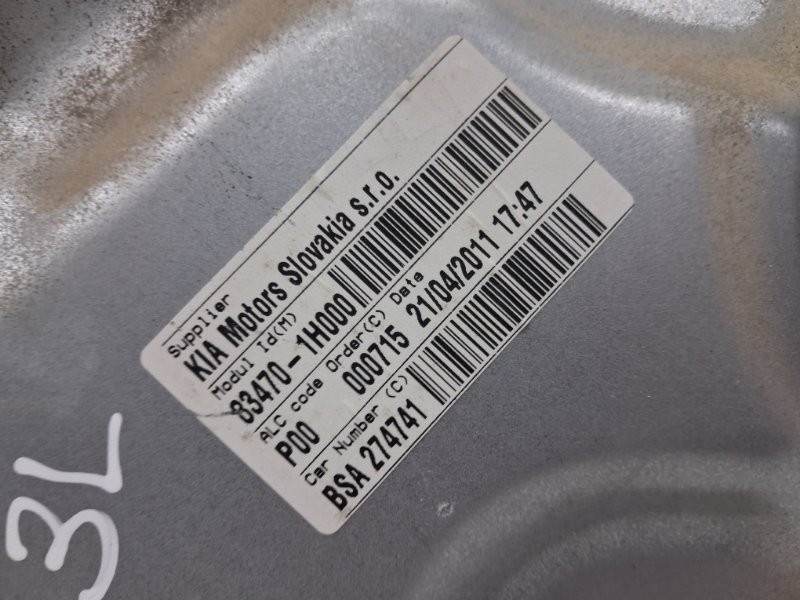 Supplier
KIA Motors Slovakia s.r.o.
Modul Id(M)
83470-1H000
ALC code Order(C) Date
P00 000715 21/04/2011 17:47
Car Number (C)
BSA 274741
3L